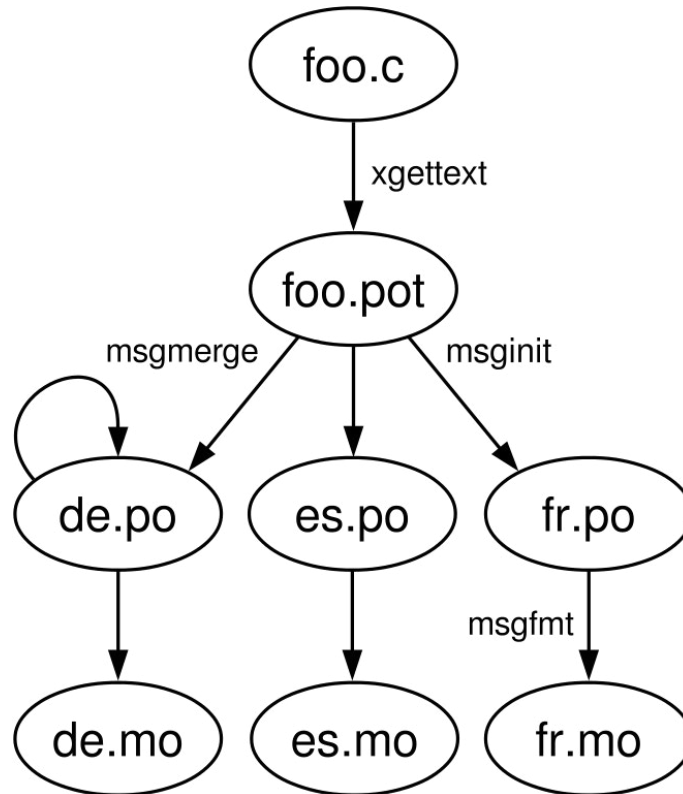 foo.c
xgettext
foo.pot
msgmerge
msginit
de.po
es.po
fr.po
msgfmt
de.mo
es.mo
fr.mo